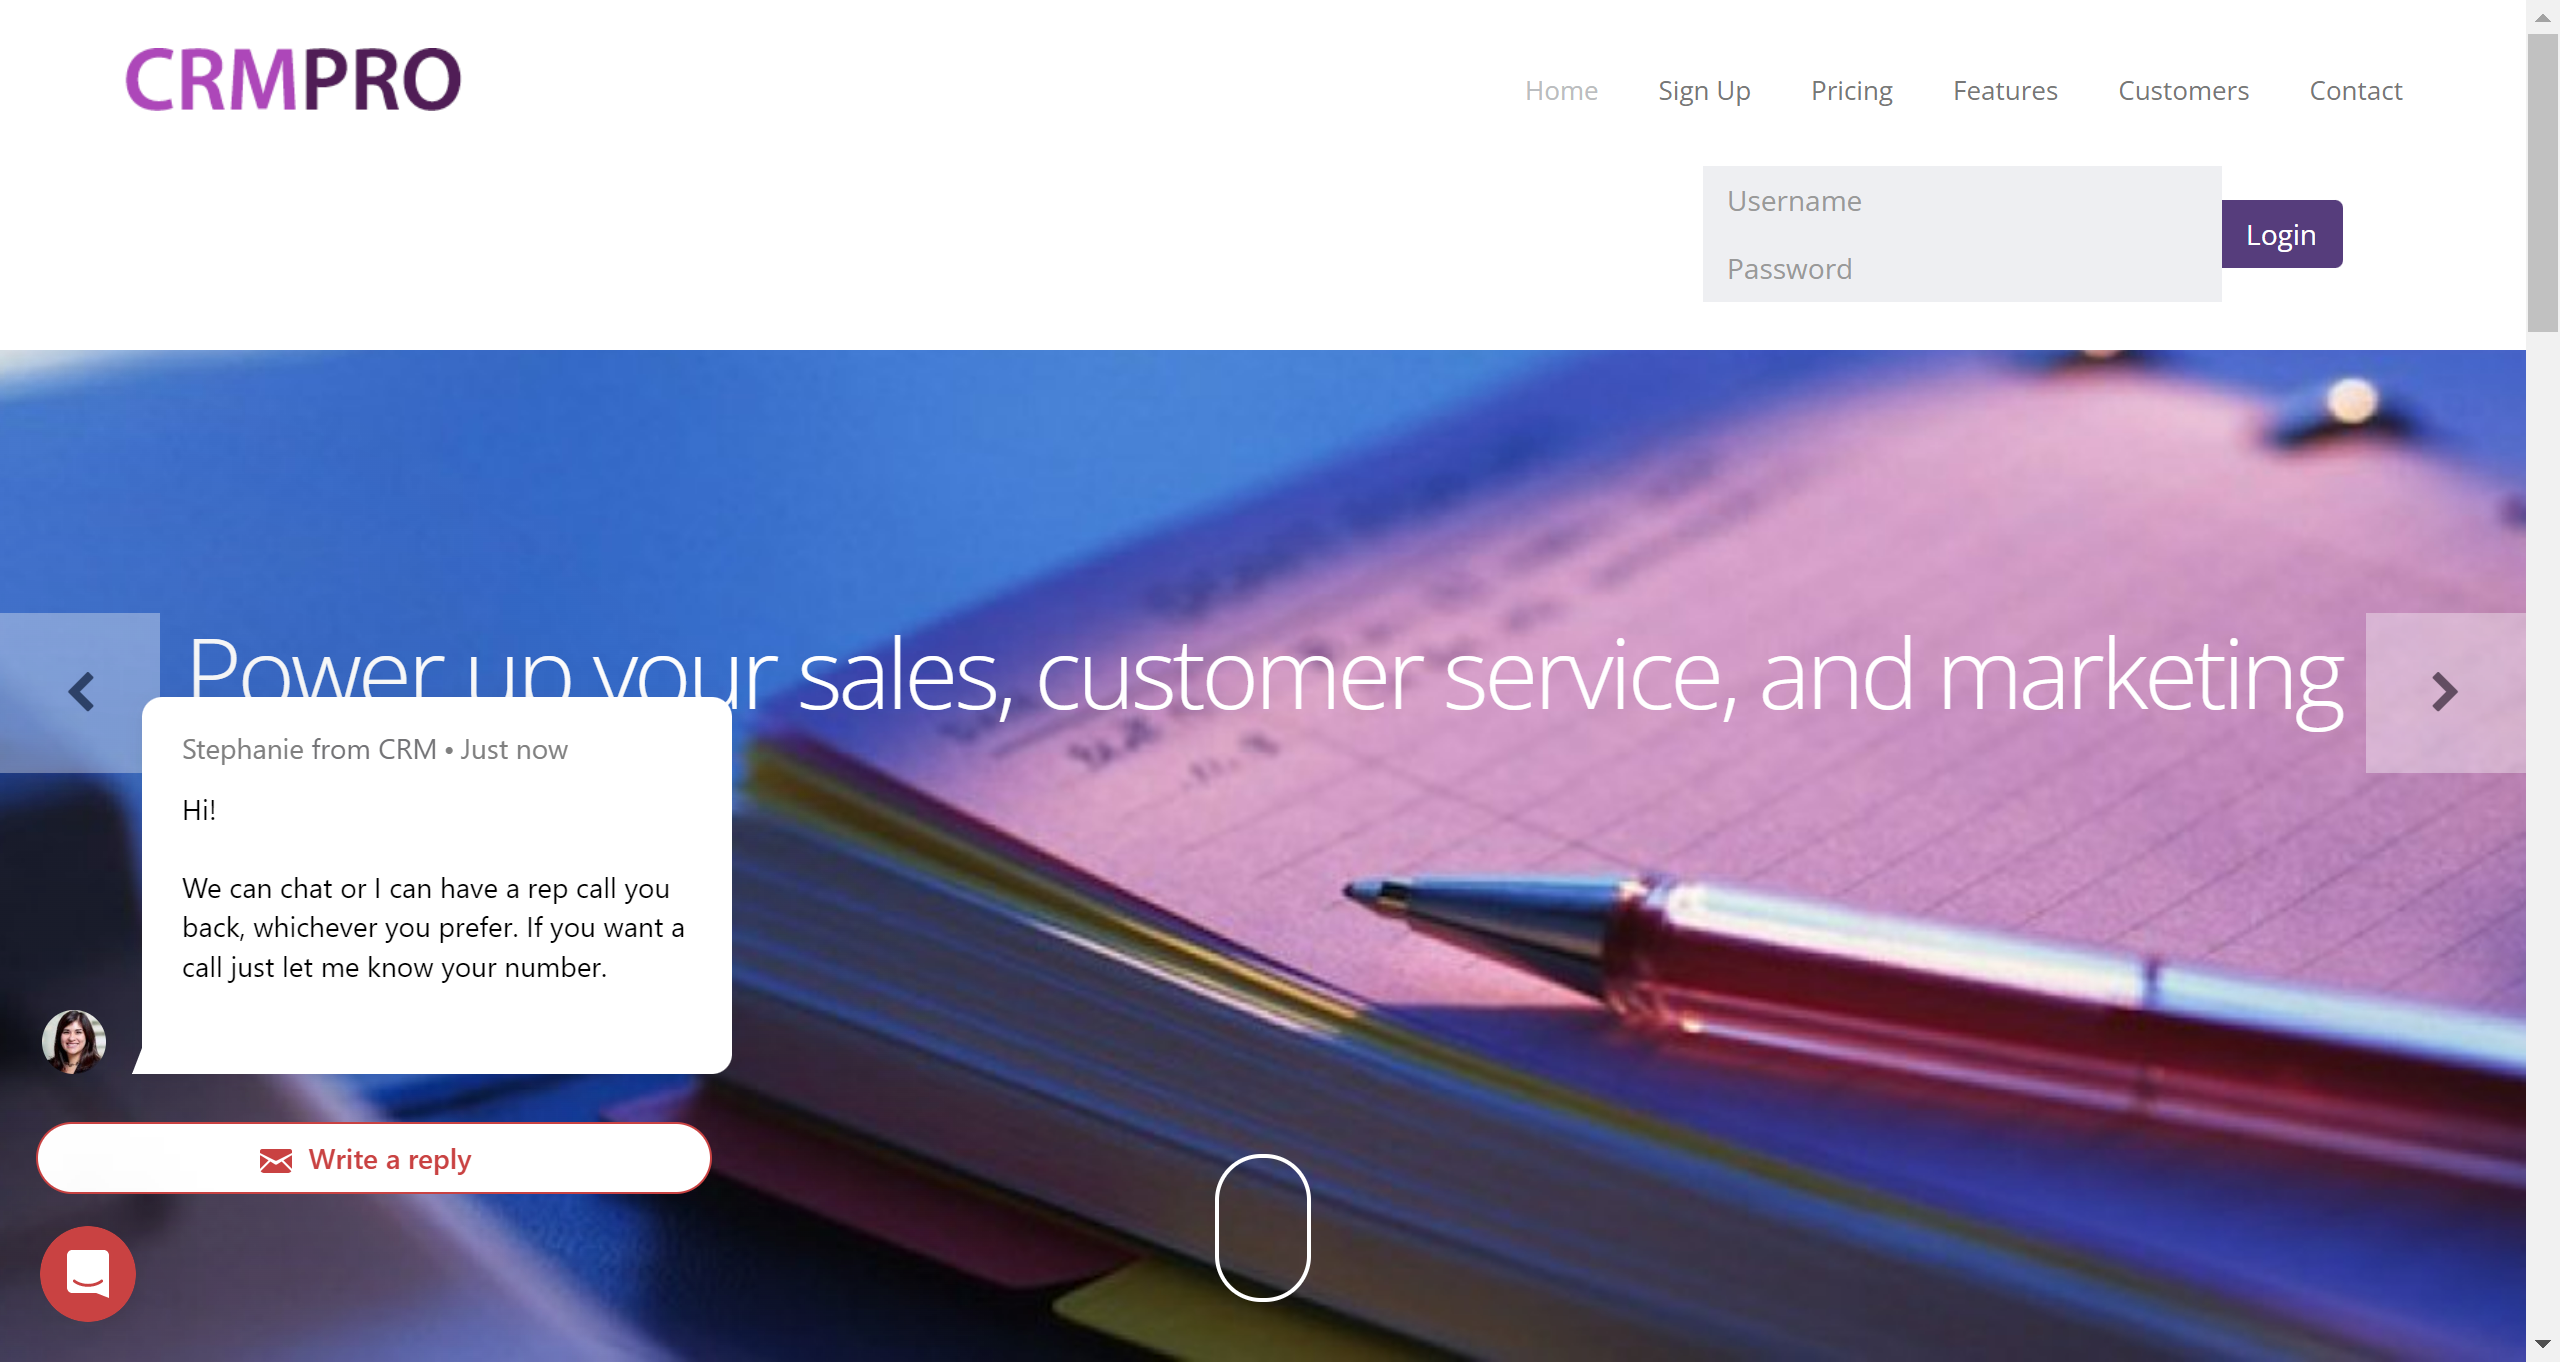 CRMPRO
Home
Sign Up
Pricing
Features
Customers
Contact
Username
Password
Login
Power up your sales, customer service, and marketing
Stephanie from CRM • Just now
Hi!
We can chat or I can have a rep call you
back, whichever you prefer. If you want a
call just let me know your number.
Write a reply